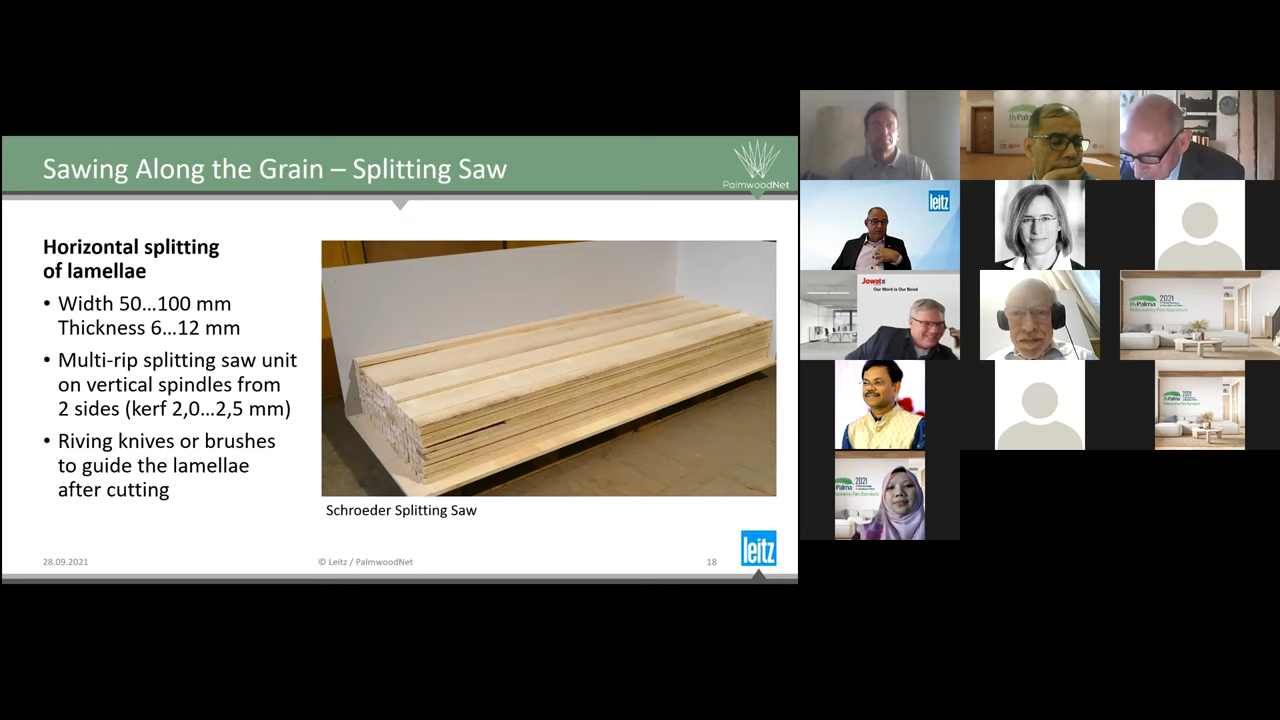 Sawing Along the Grain – Splitting Saw
PalmwoodNet
Horizontal splitting
of lamellae
• Width 50…100 mm
Thickness 6…12 mm
• Multi-rip splitting saw unit
on vertical spindles from
2 sides (kerf 2,0…2,5 mm)
• Riving knives or brushes
to guide the lamellae
after cutting
Schroeder Splitting Saw
28.09.2021
© Leitz / PalmwoodNet
18
leitz
leitz
Jowat
Our Word is Our Bond
ByPalma
2021
2021